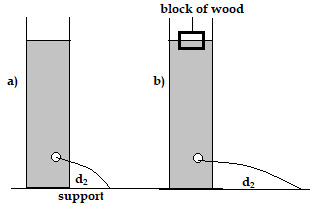 block of wood
a)
b)
d₂
d₂
support